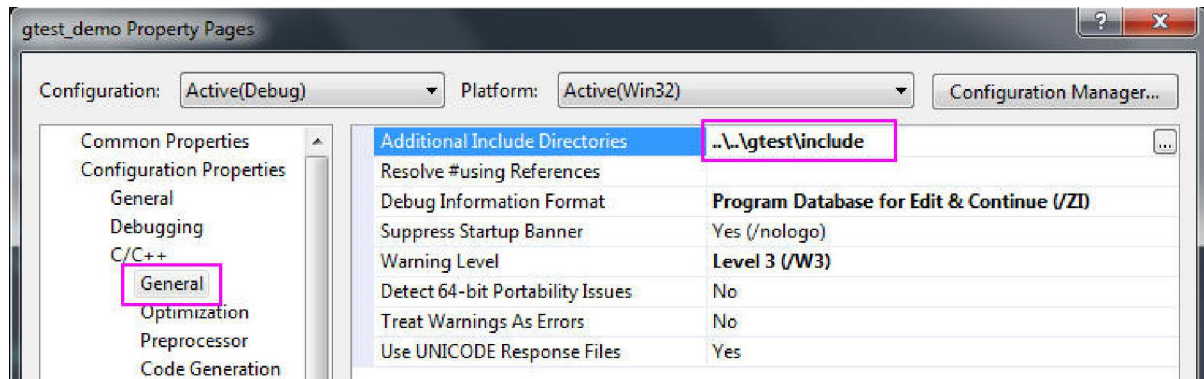 gtest_demo Property Pages
?
X
Configuration: Active(Debug) Platform: Active(Win32) Configuration Manager...
Common Properties
Configuration Properties
General
Debugging
C/C++
General
Optimization
Preprocessor
Code Generation
Additional Include Directories ..\..\gtest\include ...
Resolve #using References
Debug Information Format Program Database for Edit & Continue (/ZI)
Suppress Startup Banner Yes (/nologo)
Warning Level Level 3 (/W3)
Detect 64-bit Portability Issues No
Treat Warnings As Errors No
Use UNICODE Response Files Yes